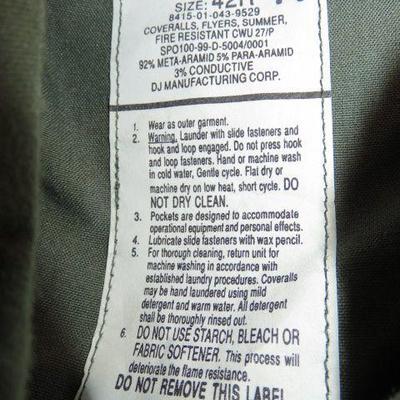 SIZE: 42R
8415-01-043-9529
COVERALLS, FLYERS, SUMMER,
FIRE RESISTANT CWU 27/P
SPO100-99-D-5004/0001
92% META-ARAMID 5% PARA-ARAMID
3% CONDUCTIVE
DJ MANUFACTURING CORP.
1. Wear as outer garment.
2. Warning. Launder with slide fasteners and
hook and loop engaged. Do not press hook
and loop fasteners. Hand or machine wash
in cold water, Gentle cycle. Flat dry or
machine dry on low heat, short cycle. DO
NOT DRY CLEAN.
3. Pockets are designed to accommodate
operational equipment and personal effects.
4. Lubricate slide fasteners with wax pencil.
5. For thorough cleaning, return unit for
machine washing in accordance with
established laundry procedures. Coveralls
may be hand laundered using mild
detergent and warm water. All detergent
shall be thoroughly rinsed out.
6. DO NOT USE STARCH, BLEACH OR
FABRIC SOFTENER. This process will
deteriorate the flame resistance.
DO NOT REMOVE THIS LABEL